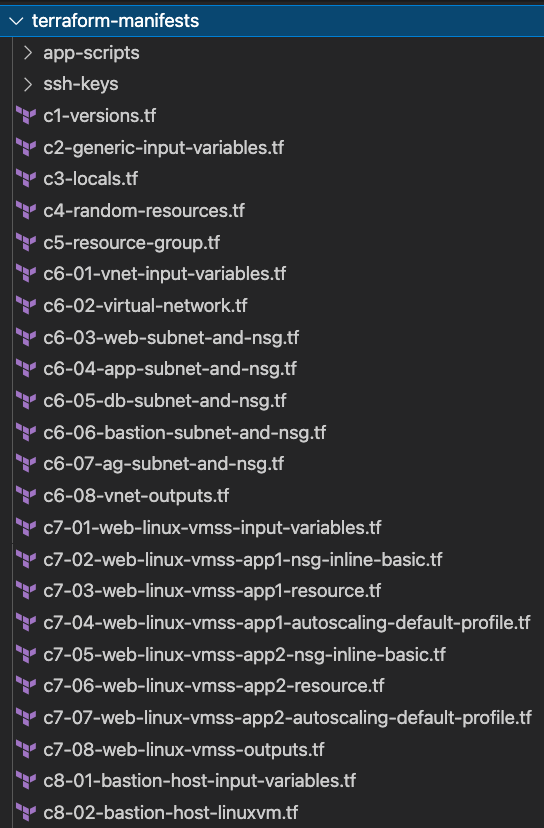 terraform-manifests
app-scripts
ssh-keys
c1-versions.tf
c2-generic-input-variables.tf
c3-locals.tf
c4-random-resources.tf
c5-resource-group.tf
c6-01-vnet-input-variables.tf
c6-02-virtual-network.tf
c6-03-web-subnet-and-nsg.tf
c6-04-app-subnet-and-nsg.tf
c6-05-db-subnet-and-nsg.tf
c6-06-bastion-subnet-and-nsg.tf
c6-07-ag-subnet-and-nsg.tf
c6-08-vnet-outputs.tf
c7-01-web-linux-vmss-input-variables.tf
c7-02-web-linux-vmss-app1-nsg-inline-basic.tf
c7-03-web-linux-vmss-app1-resource.tf
c7-04-web-linux-vmss-app1-autoscaling-default-profile.tf
c7-05-web-linux-vmss-app2-nsg-inline-basic.tf
c7-06-web-linux-vmss-app2-resource.tf
c7-07-web-linux-vmss-app2-autoscaling-default-profile.tf
c7-08-web-linux-vmss-outputs.tf
c8-01-bastion-host-input-variables.tf
c8-02-bastion-host-linuxvm.tf